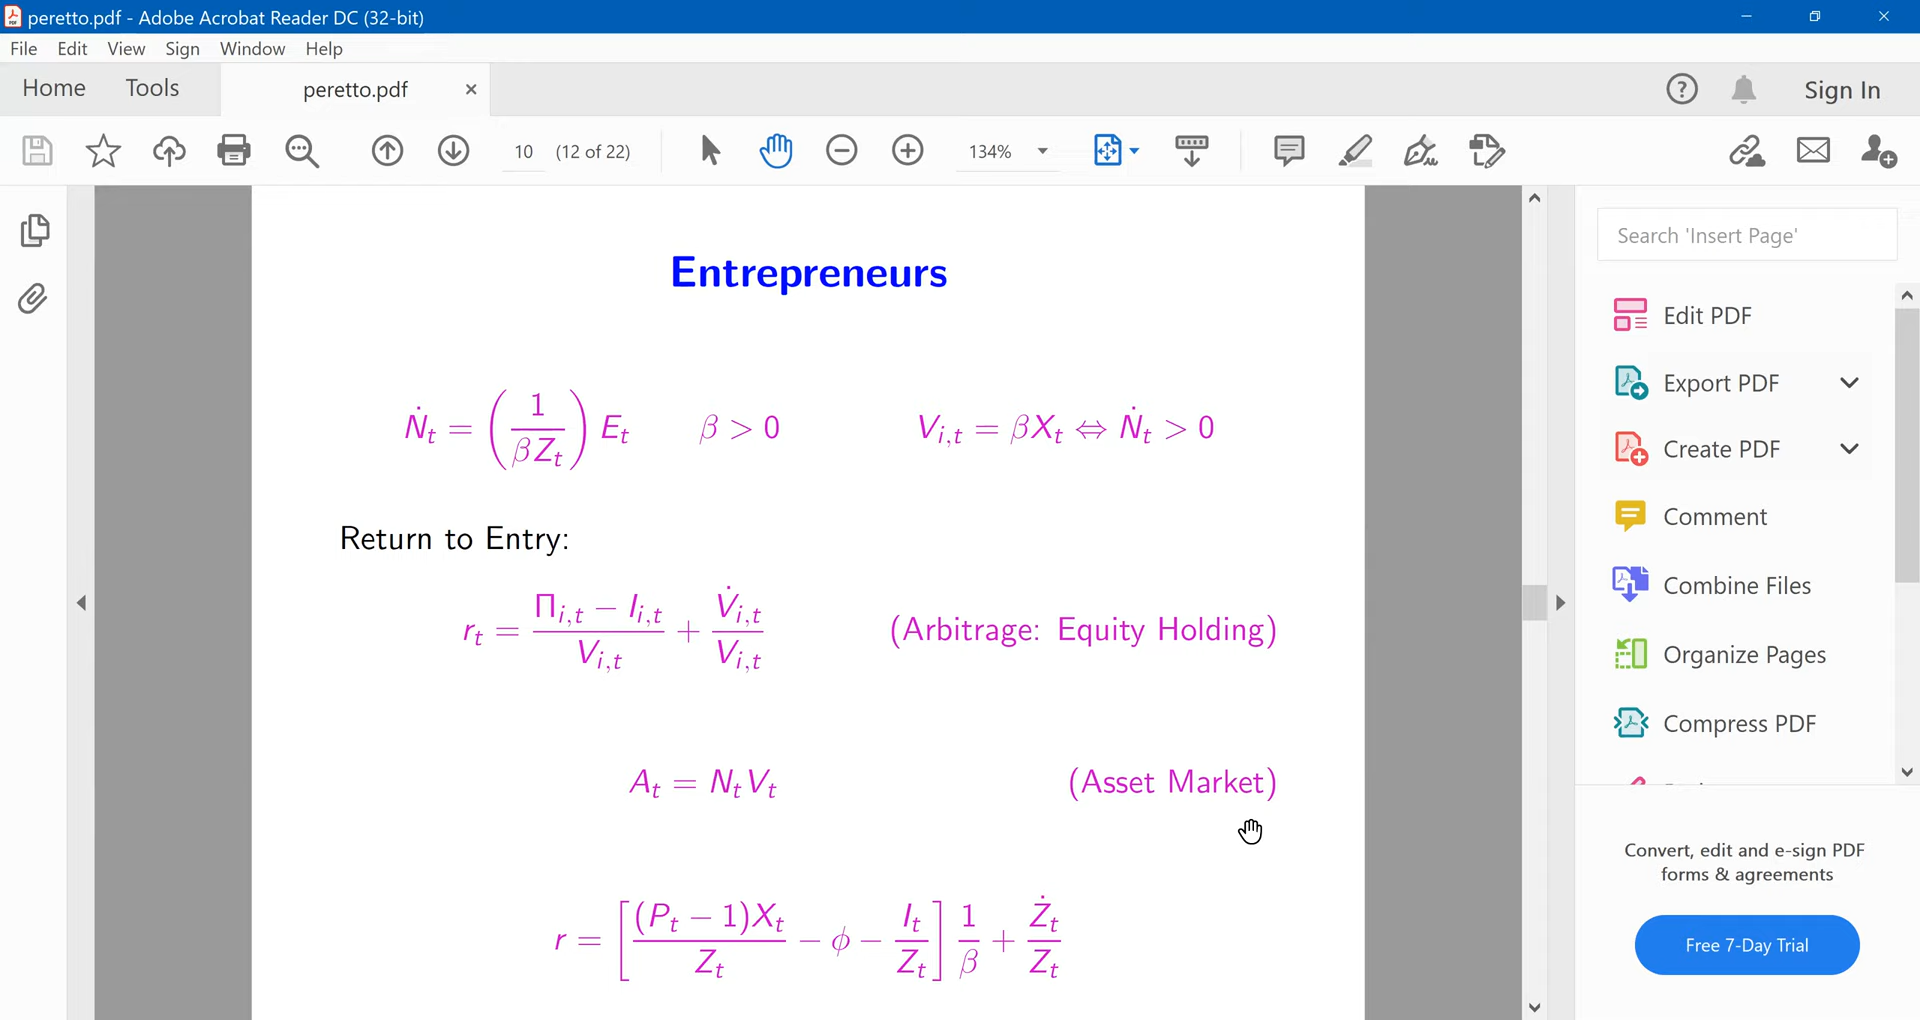 peretto.pdf - Adobe Acrobat Reader DC (32-bit)
File Edit View Sign Window Help
Home Tools peretto.pdf × Sign In
10 (12 of 22) 134%
Search 'Insert Page'
Entrepreneurs
Edit PDF
Export PDF
Ṅ_t = (1 / βZ_t) E_t   β > 0   V_{i,t} = βX_t ⇔ Ṅ_t > 0
Create PDF
Comment
Return to Entry:
Combine Files
r_t = (Π_{i,t} − I_{i,t}) / V_{i,t} + V̇_{i,t} / V_{i,t}   (Arbitrage: Equity Holding)
Organize Pages
Compress PDF
A_t = N_t V_t   (Asset Market)
Convert, edit and e-sign PDF
forms & agreements
r = [(P_t − 1)X_t / Z_t − ϕ − I_t / Z_t] 1/β + Ż_t / Z_t
Free 7-Day Trial